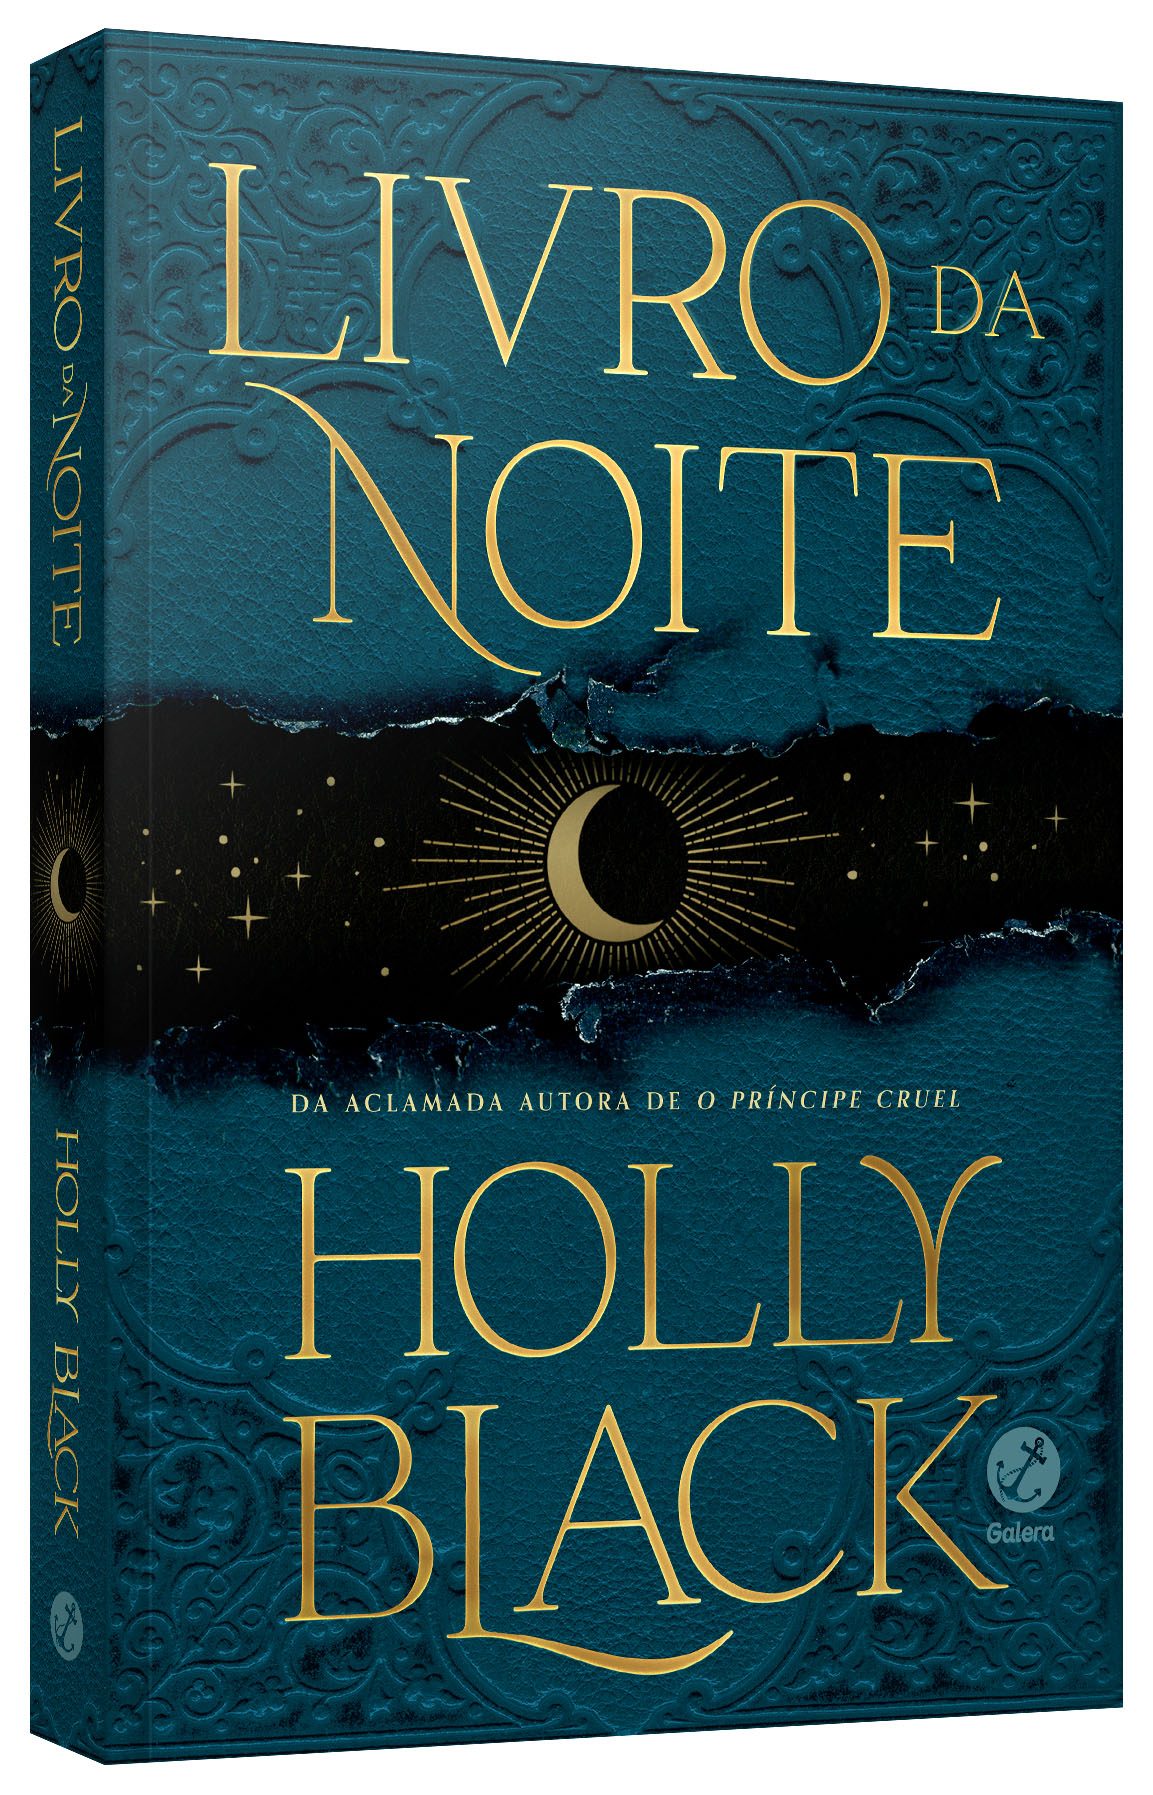 LIVRO DA NOITE
HOLLY BLACK
LIVRO DA
NOITE
DA ACLAMADA AUTORA DE O PRÍNCIPE CRUEL
HOLLY
BLACK
Galera